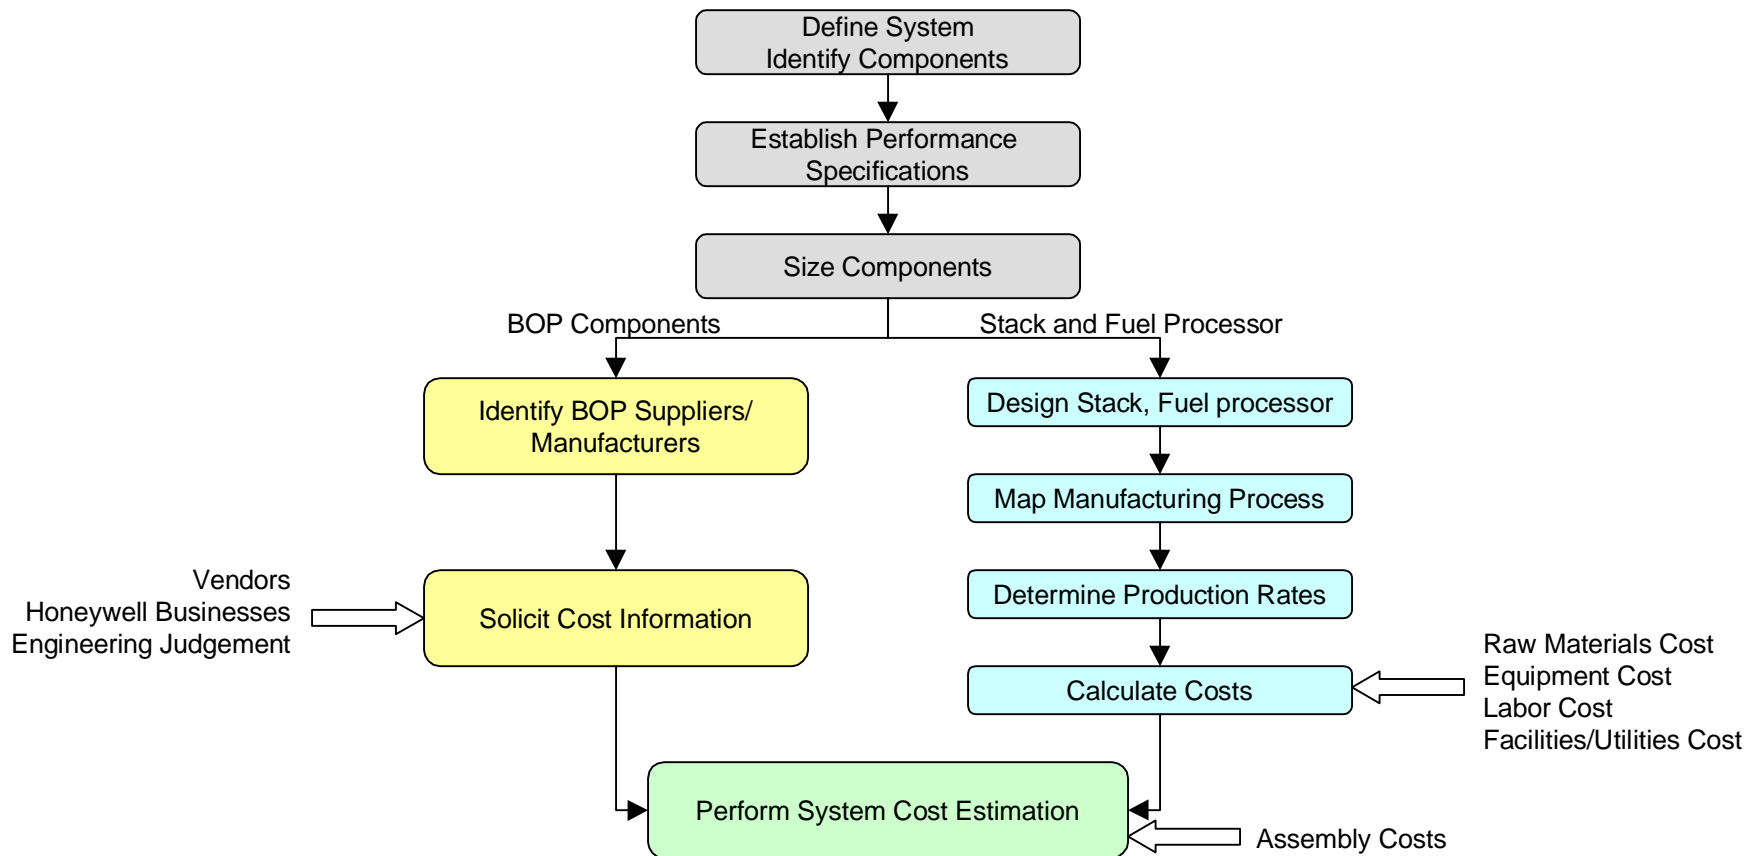 Define System
Identify Components
Establish Performance
Specifications
Size Components
BOP Components
Stack and Fuel Processor
Identify BOP Suppliers/
Manufacturers
Design Stack, Fuel processor
Map Manufacturing Process
Vendors
Honeywell Businesses
Engineering Judgement
Solicit Cost Information
Determine Production Rates
Calculate Costs
Raw Materials Cost
Equipment Cost
Labor Cost
Facilities/Utilities Cost
Perform System Cost Estimation
Assembly Costs